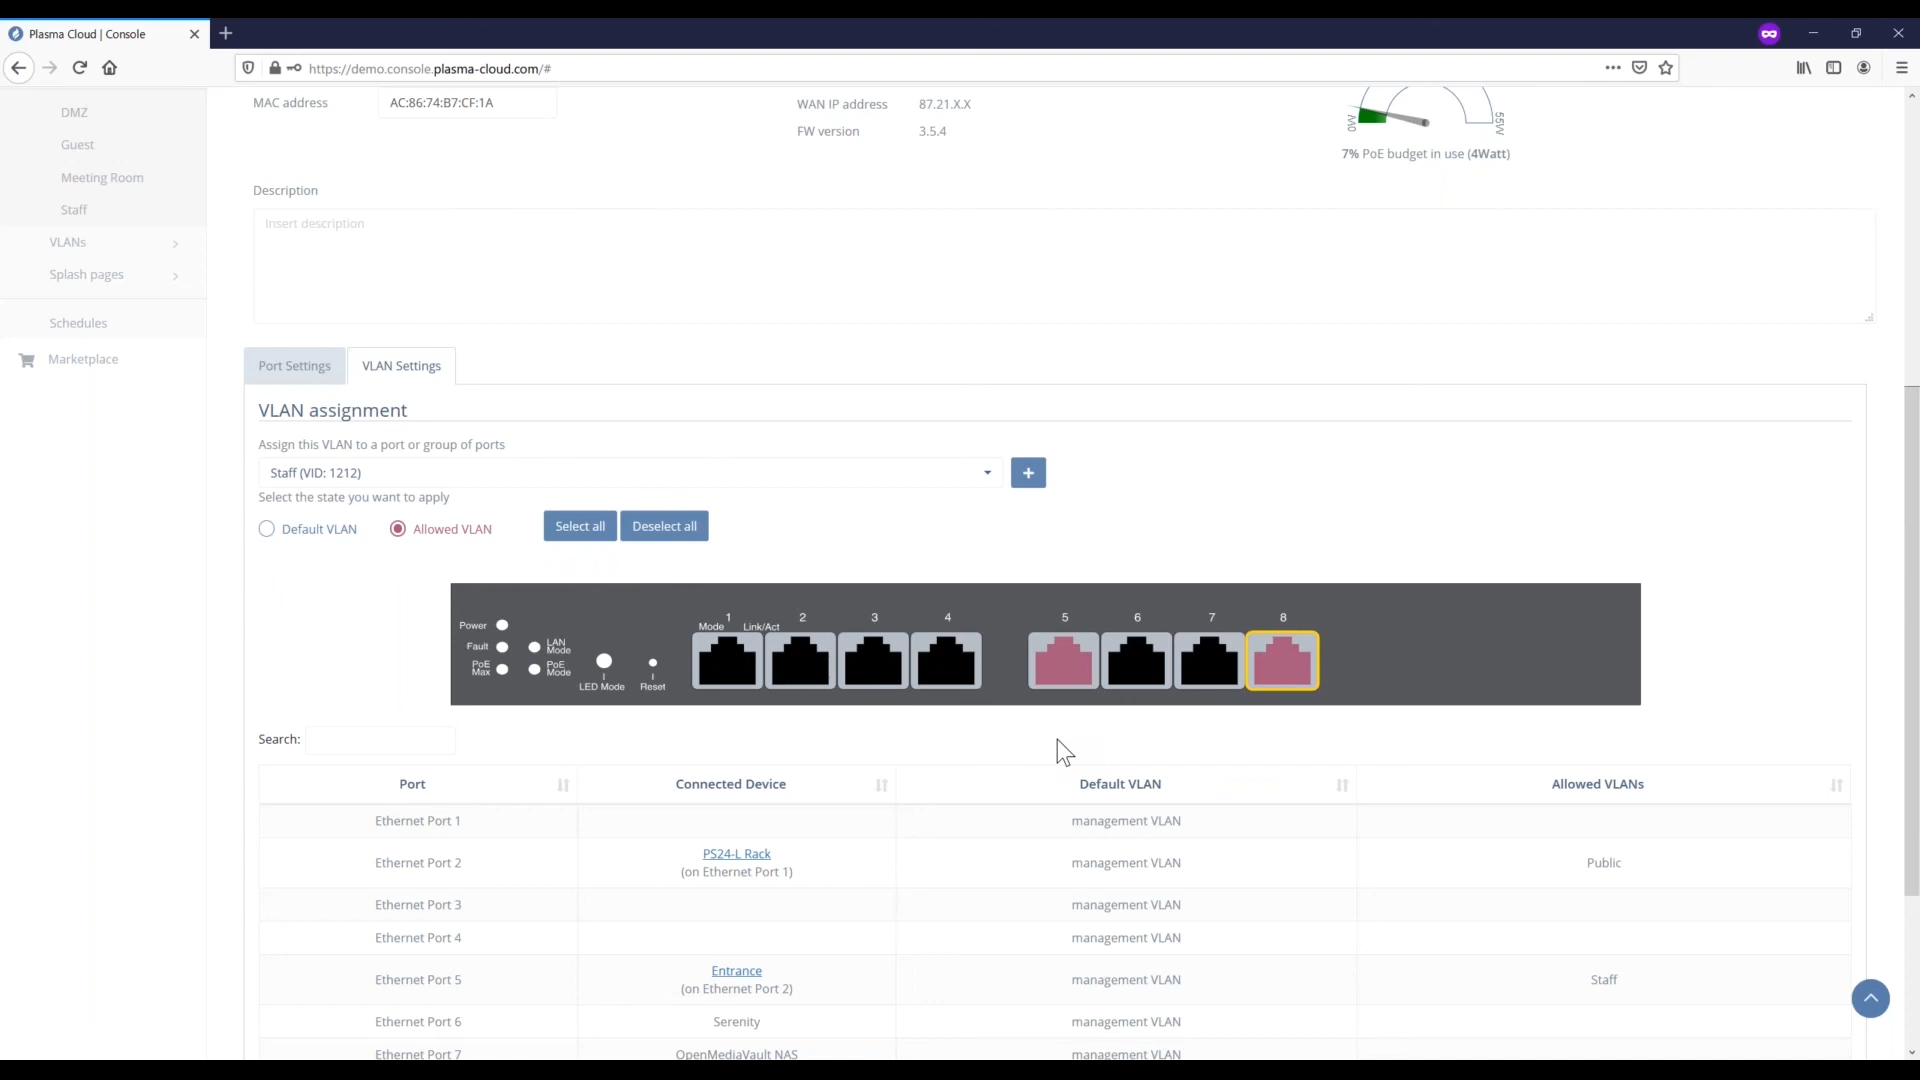 Plasma Cloud | Console
https://demo.console.plasma-cloud.com/#
DMZ
Guest
Meeting Room
Staff
VLANs
Splash pages
Schedules
Marketplace
MAC address
AC:86:74:B7:CF:1A
WAN IP address 87.21.X.X
FW version 3.5.4
0W 55W
7% PoE budget in use (4Watt)
Description
Insert description
Port Settings VLAN Settings
VLAN assignment
Assign this VLAN to a port or group of ports
Staff (VID: 1212)
+
Select the state you want to apply
Default VLAN Allowed VLAN Select all Deselect all
Power
Fault
PoE Max
LAN Mode
PoE Mode
LED Mode
Reset
Mode 1 Link/Act 2 3 4 5 6 7 8
Search:
Port Connected Device Default VLAN Allowed VLANs
Ethernet Port 1 management VLAN
Ethernet Port 2 PS24-L Rack (on Ethernet Port 1) management VLAN Public
Ethernet Port 3 management VLAN
Ethernet Port 4 management VLAN
Ethernet Port 5 Entrance (on Ethernet Port 2) management VLAN Staff
Ethernet Port 6 Serenity management VLAN
Ethernet Port 7 OpenMediaVault NAS management VLAN